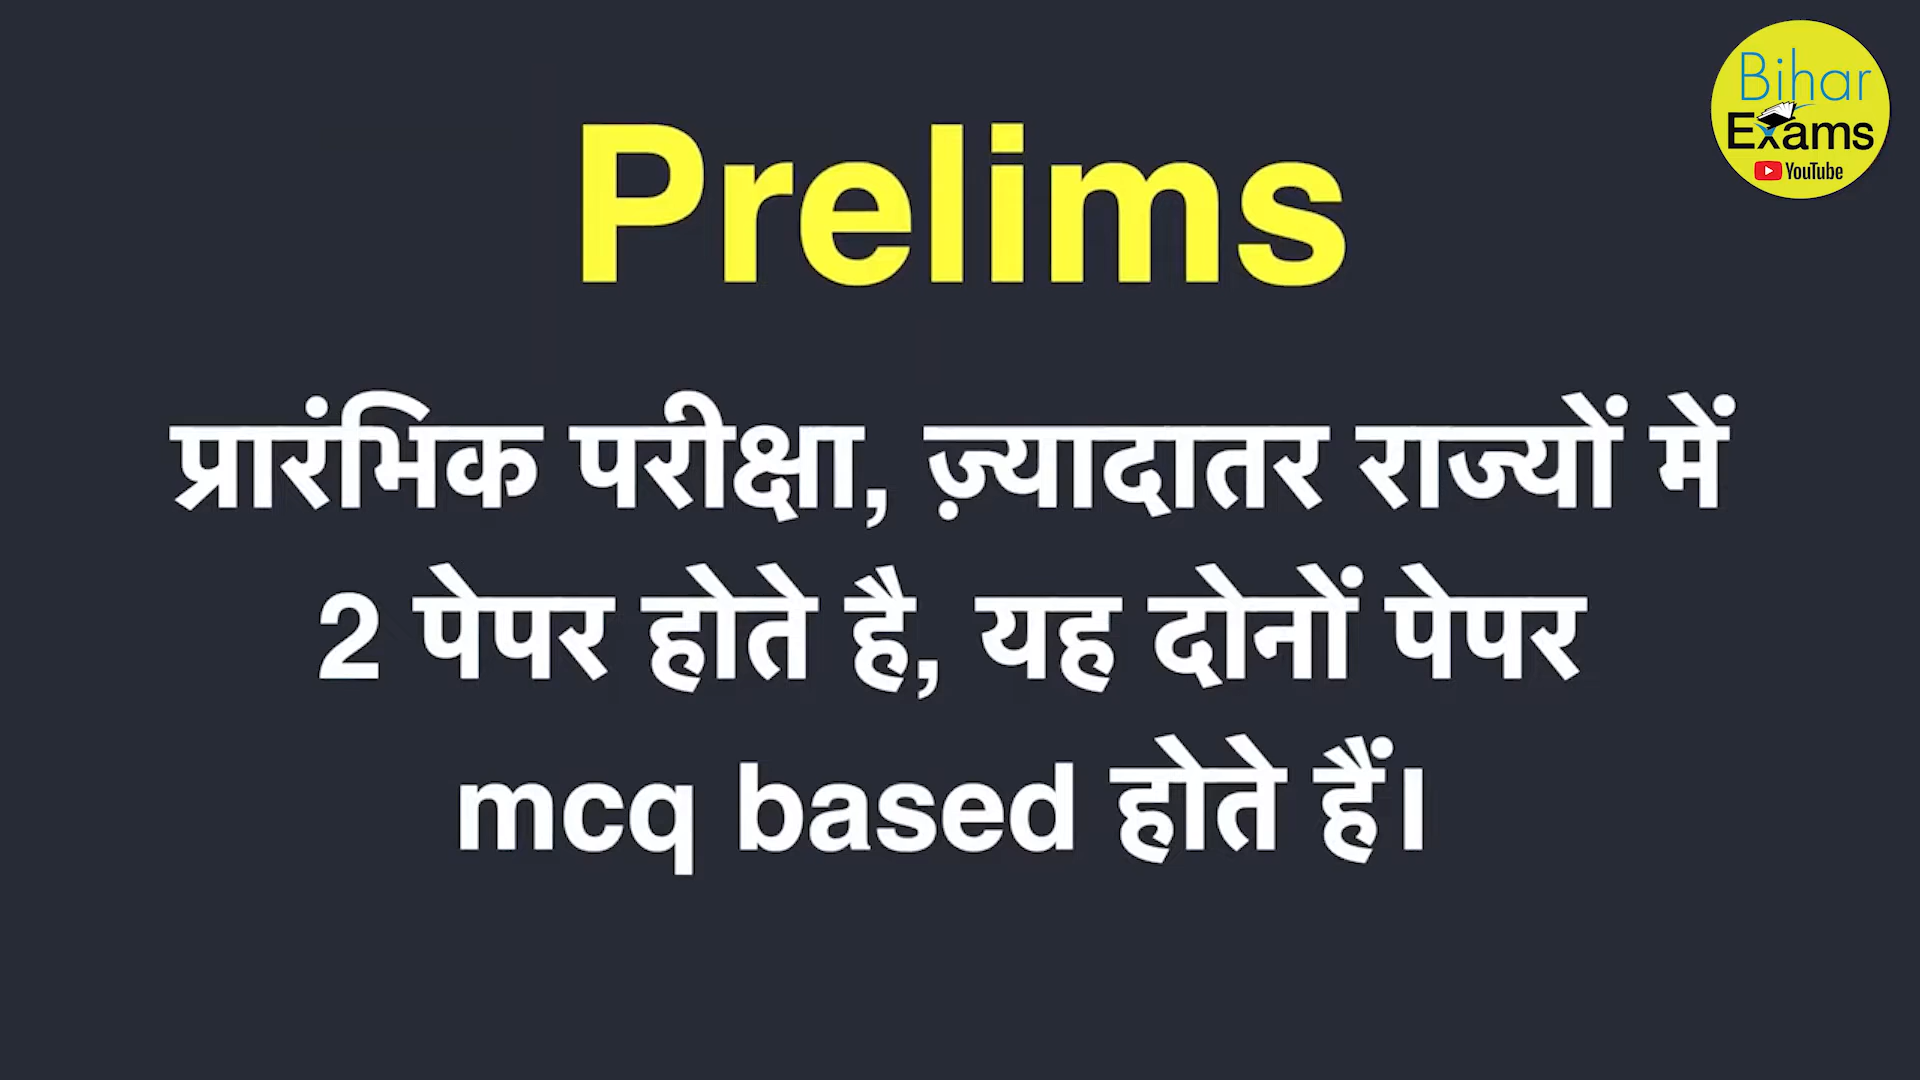 Bihar
Exams
YouTube
Prelims
प्रारंभिक परीक्षा, ज़्यादातर राज्यों में
2 पेपर होते है, यह दोनों पेपर
mcq based होते हैं।